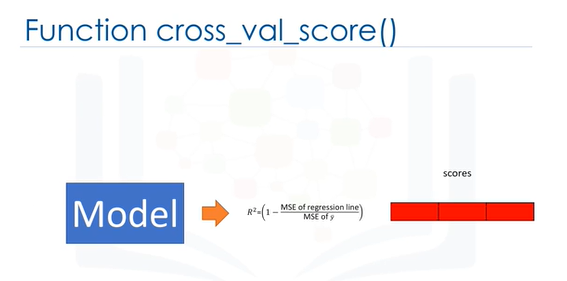 Function cross_val_score()
scores
Model
R²=(1 − MSE of regression line / MSE of ȳ)